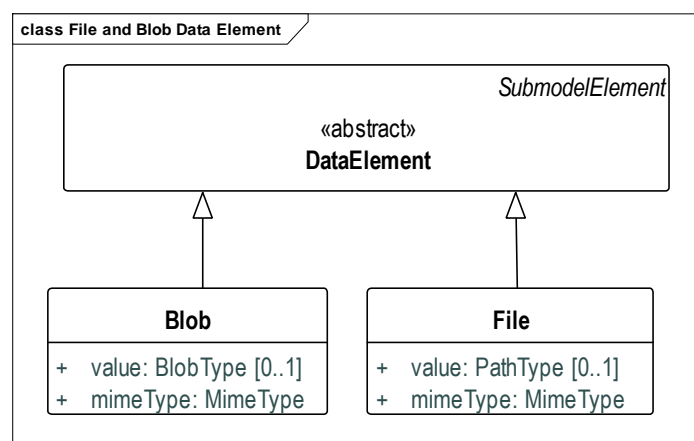 class File and Blob Data Element
SubmodelElement
«abstract»
DataElement
Blob
+ value: BlobType [0..1]
+ mimeType: MimeType
File
+ value: PathType [0..1]
+ mimeType: MimeType